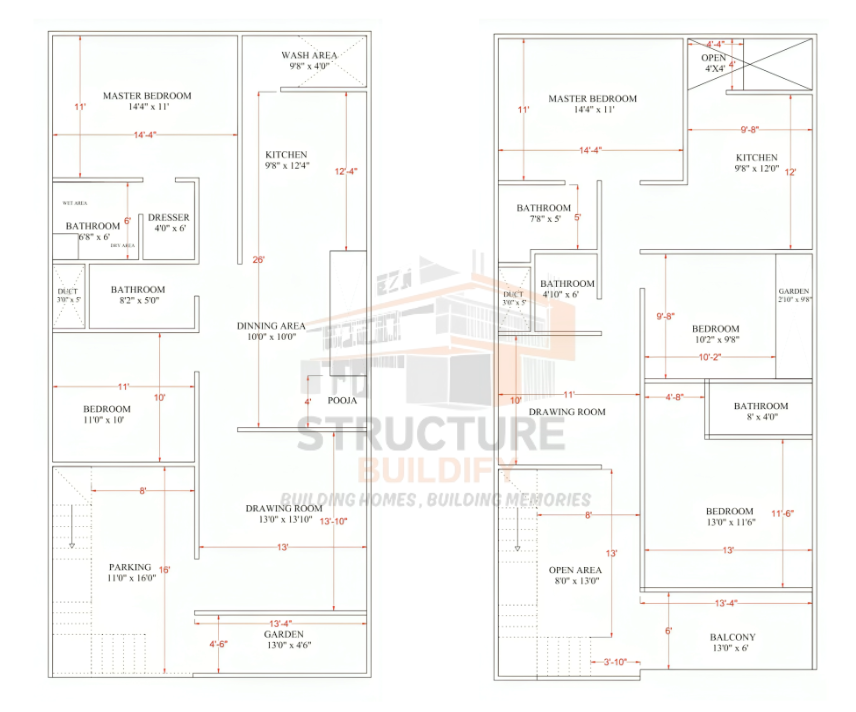 WASH AREA
9'8" x 4'0"
MASTER BEDROOM
14'4" x 11'
11'
14'-4"
KITCHEN
9'8" x 12'4"
12'-4"
WET AREA
BATHROOM
6'8" x 6'
DRY AREA
6'
DRESSER
4'0" x 6'
26'
DUCT
3'0" x 5'
BATHROOM
8'2" x 5'0"
DINNING AREA
10'0" x 10'0"
11'
10'
BEDROOM
11'0" x 10'
4'
POOJA
8'
DRAWING ROOM
13'0" x 13'10"
13'-10"
13'
PARKING
11'0" x 16'0"
16'
13'-4"
4'-6"
GARDEN
13'0" x 4'6"
4'-4"
OPEN
4'X4'
4'
MASTER BEDROOM
14'4" x 11'
11'
14'-4"
9'-8"
KITCHEN
9'8" x 12'0"
12'
BATHROOM
7'8" x 5'
5'
BATHROOM
4'10" x 6'
DUCT
3'0" x 5'
GARDEN
2'10" x 9'8"
9'-8"
BEDROOM
10'2" x 9'8"
10'-2"
11'
10'
DRAWING ROOM
4'-8"
BATHROOM
8' x 4'0"
8'
BEDROOM
13'0" x 11'6"
11'-6"
13'
13'
OPEN AREA
8'0" x 13'0"
13'-4"
6'
BALCONY
13'0" x 6'
3'-10"
STRUCTURE
BUILDIFY
BUILDING HOMES, BUILDING MEMORIES